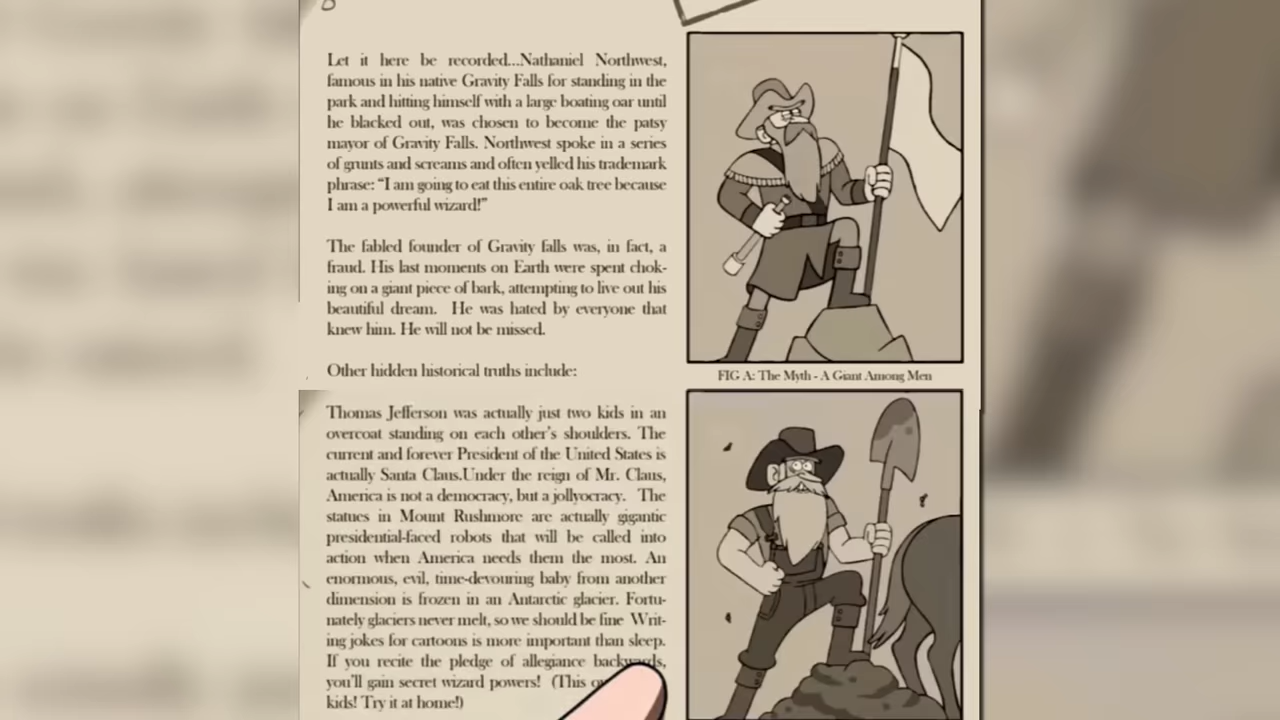 Let it here be recorded...Nathaniel Northwest,
famous in his native Gravity Falls for standing in the
park and hitting himself with a large boating oar until
he blacked out, was chosen to become the patsy
mayor of Gravity Falls. Northwest spoke in a series
of grunts and screams and often yelled his trademark
phrase: “I am going to eat this entire oak tree because
I am a powerful wizard!”
The fabled founder of Gravity falls was, in fact, a
fraud. His last moments on Earth were spent chok-
ing on a giant piece of bark, attempting to live out his
beautiful dream. He was hated by everyone that
knew him. He will not be missed.
Other hidden historical truths include:
Thomas Jefferson was actually just two kids in an
overcoat standing on each other's shoulders. The
current and forever President of the United States is
actually Santa Claus.Under the reign of Mr. Claus,
America is not a democracy, but a jollyocracy. The
statues in Mount Rushmore are actually gigantic
presidential-faced robots that will be called into
action when America needs them the most. An
enormous, evil, time-devouring baby from another
dimension is frozen in an Antarctic glacier. Fortu-
nately glaciers never melt, so we should be fine Writ-
ing jokes for cartoons is more important than sleep.
If you recite the pledge of allegiance backwards,
you'll gain secret wizard powers! (This
kids! Try it at home!)
FIG A: The Myth - A Giant Among Men